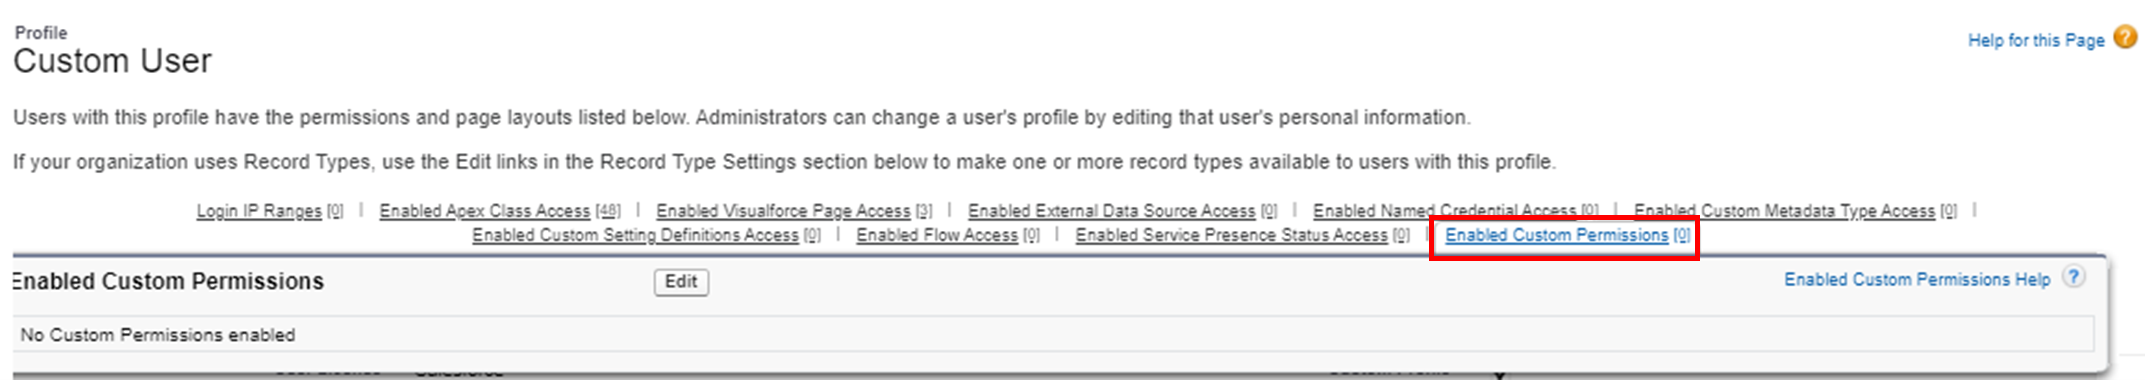 Profile
Custom User
Help for this Page
Users with this profile have the permissions and page layouts listed below. Administrators can change a user's profile by editing that user's personal information.
If your organization uses Record Types, use the Edit links in the Record Type Settings section below to make one or more record types available to users with this profile.
Login IP Ranges [0] | Enabled Apex Class Access [48] | Enabled Visualforce Page Access [3] | Enabled External Data Source Access [0] | Enabled Named Credential Access [0] | Enabled Custom Metadata Type Access [0] |
Enabled Custom Setting Definitions Access [0] | Enabled Flow Access [0] | Enabled Service Presence Status Access [0] | Enabled Custom Permissions [0]
Enabled Custom Permissions Edit Enabled Custom Permissions Help ?
No Custom Permissions enabled